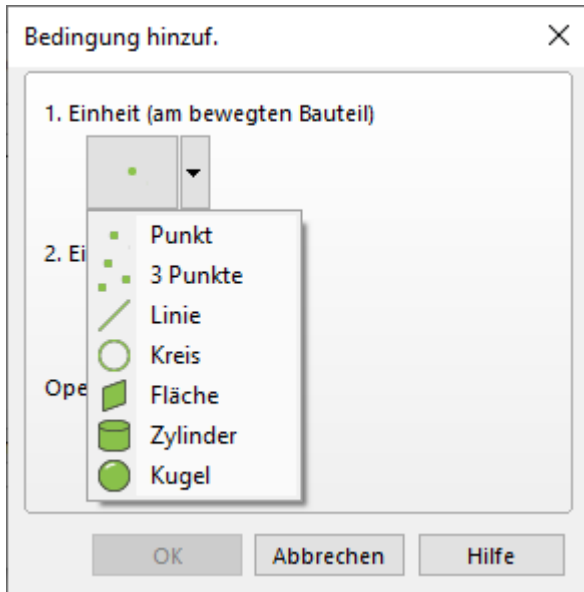 Bedingung hinzuf.
1. Einheit (am bewegten Bauteil)
Punkt
2. Ei
3 Punkte
Linie
Kreis
Ope
Fläche
Zylinder
Kugel
OK
Abbrechen
Hilfe